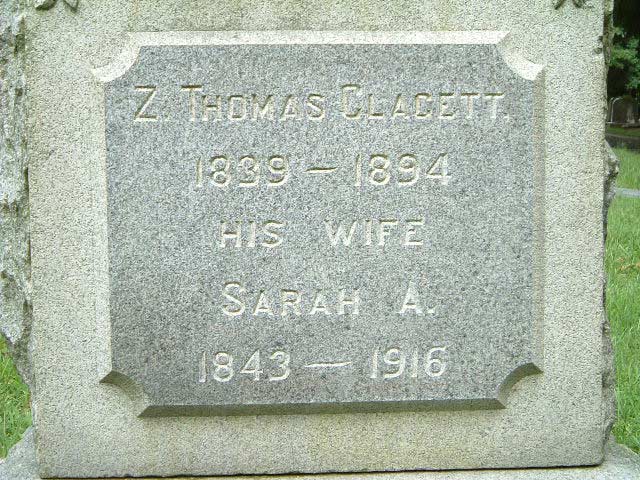 Z. THOMAS CLAGETT.
1839 — 1894
HIS WIFE
SARAH A.
1843 — 1916